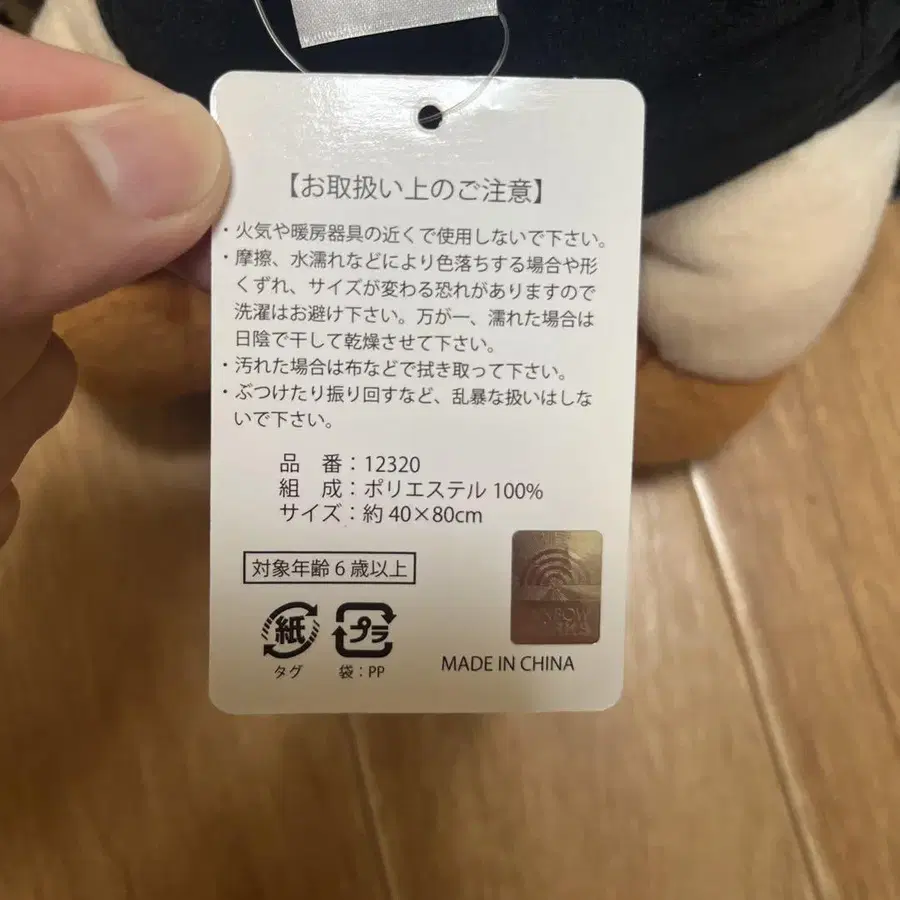 【お取扱い上のご注意】
・火気や暖房器具の近くで使用しないで下さい。
・摩擦、水濡れなどにより色落ちする場合や形
くずれ、サイズが変わる恐れがありますので
洗濯はお避け下さい。万が一、濡れた場合は
日陰で干して乾燥させて下さい。
・汚れた場合は布などで拭き取って下さい。
・ぶつけたり振り回すなど、乱暴な扱いはしな
いで下さい。
品　番：12320
組　成：ポリエステル 100%
サイズ：約 40×80cm
対象年齢 6 歳以上
紙 プラ
タグ 袋：PP
MADE IN CHINA